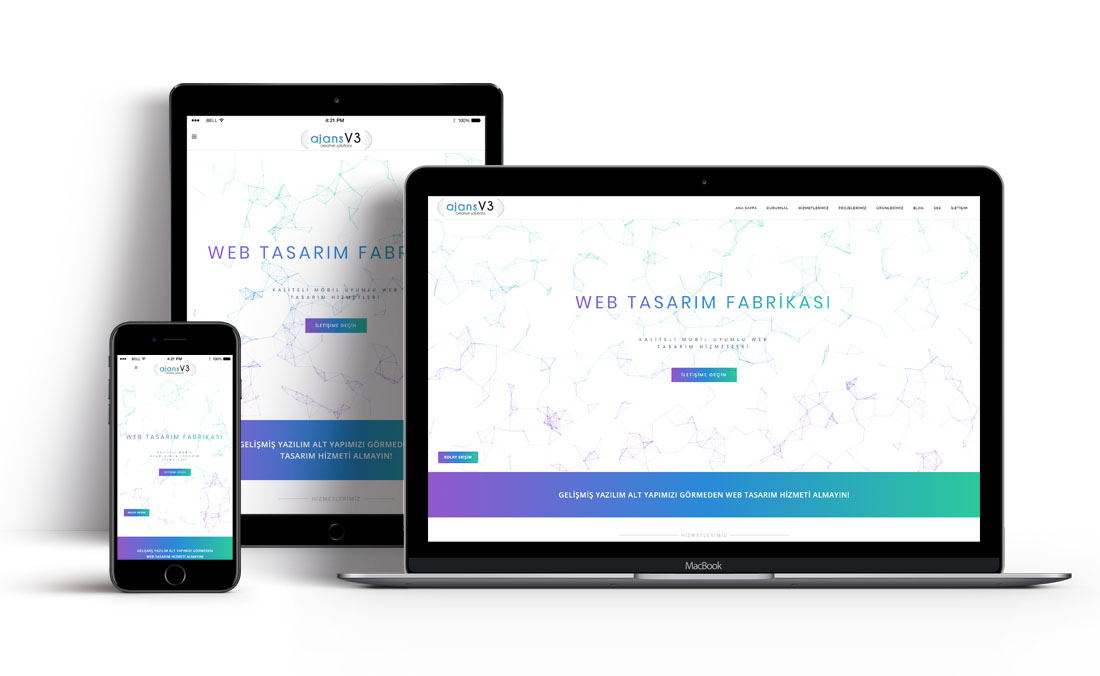 ●●● BELL 4:21 PM 100%
ajansV3
creative solutions
WEB TASARIM FABR
KALİTELİ MOBİL UYUMLU WEB
TASARIM HİZMETLERİ
İLETİŞİME GEÇİN
GELİŞMİŞ YAZILIM ALT YAPIMIZI GÖRMEDE
TASARIM HİZMETİ ALMAYIN!
HİZMETLERİMİZ
ajansV3
creative solutions
ANA SAYFA KURUMSAL HİZMETLERİMİZ PROJELERİMİZ ÜRÜNLERİMİZ BLOG SSS İLETİŞİM
WEB TASARIM FABRİKASI
KALİTELİ MOBİL UYUMLU WEB
TASARIM HİZMETLERİ
İLETİŞİME GEÇİN
KOLAY ERİŞİM
GELİŞMİŞ YAZILIM ALT YAPIMIZI GÖRMEDEN WEB TASARIM HİZMETİ ALMAYIN!
HİZMETLERİMİZ
MacBook
●●● BELL 4:21 PM 100%
ajansV3
WEB TASARIM FABRİKASI
KALİTELİ MOBİL
UYUMLU WEB TASARIM
HİZMETLERİ
İLETİŞİME GEÇİN
KOLAY ERİŞİM
GELİŞMİŞ YAZILIM ALT YAPIMIZI GÖRMEDEN
WEB TASARIM HİZMETİ ALMAYIN!